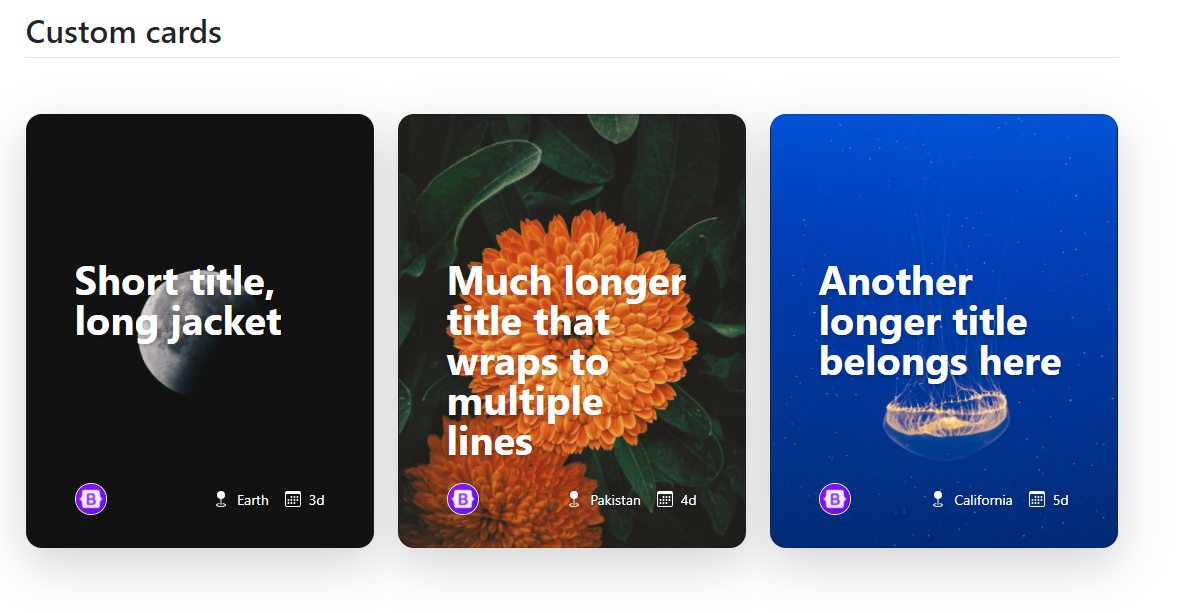 Custom cards
Short title,
long jacket
B
Earth 3d
Much longer
title that
wraps to
multiple
lines
B
Pakistan 4d
Another
longer title
belongs here
B
California 5d